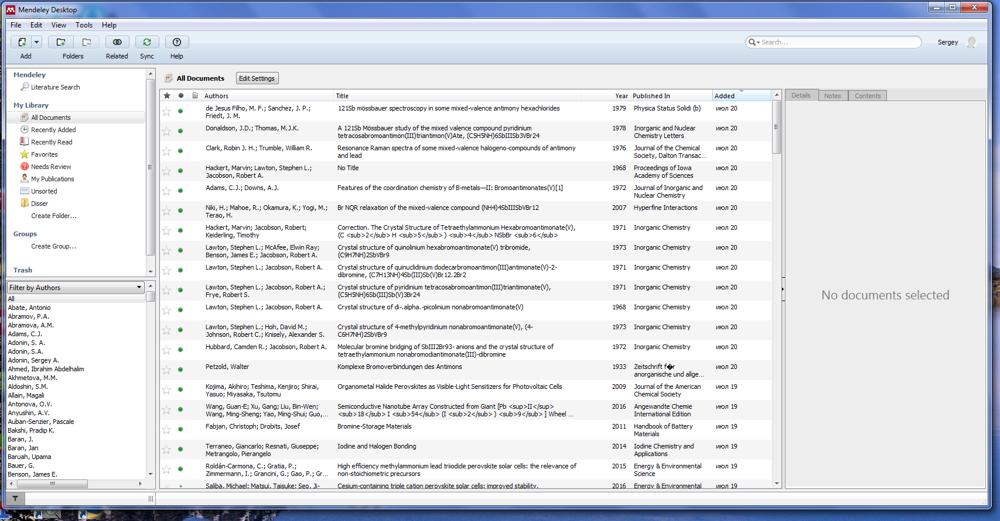 Mendeley Desktop
File Edit View Tools Help
Search...
Sergey
Add Folders Related Sync Help
Mendeley
Literature Search
My Library
All Documents
Recently Added
Recently Read
Favorites
Needs Review
My Publications
Unsorted
Disser
Create Folder...
Groups
Create Group...
Trash
Filter by Authors
All
Abate, Antonio
Abramov, P.A.
Abramova, A.M.
Adams, C.J.
Adonin, S. A.
Adonin, S.A.
Adonin, Sergey A.
Ahmed, Ibrahim Abdelhalim
Akhmetova, M.M.
Aldoshin, S.M.
Allain, Magali
Antonova, O.V.
Anyushin, A.V.
Auban-Senzier, Pascale
Bakshi, Pradip K.
Baran, J.
Baran, Jan
Baruah, Upama
Bauer, G.
Benson, James E.
All Documents Edit Settings
Authors Title Year Published In Added
de Jesus Filho, M. F.; Sanchez, J. P.; 121Sb mössbauer spectroscopy in some mixed-valence antimony hexachlorides 1979 Physica Status Solidi (b) июл 20
Friedt, J. M.
Donaldson, J.D.; Thomas, M.J.K. A 121Sb Mössbauer study of the mixed valence compound pyridinium 1978 Inorganic and Nuclear июл 20
tetracosabromoantimon(III)triantimon(V)Ate, (C5H5NH)6SbIIISb3VBr24 Chemistry Letters
Clark, Robin J. H.; Trumble, William R. Resonance Raman spectra of some mixed-valence halogeno-compounds of antimony 1976 Journal of the Chemical июл 20
and lead Society, Dalton Transac...
Hackert, Marvin; Lawton, Stephen L.; No Title 1968 Proceedings of Iowa июл 20
Jacobson, Robert A. Academy of Sciences
Adams, C.J.; Downs, A.J. Features of the coordination chemistry of B-metals—II: Bromoantimonates(V)[1] 1972 Journal of Inorganic and июл 20
Nuclear Chemistry
Niki, H.; Mahoe, R.; Okamura, K.; Yogi, M.; Br NQR relaxation of the mixed-valence compound (NH4)4SbIIISbVBr12 2007 Hyperfine Interactions июл 20
Terao, H.
Hackert, Marvin; Jacobson, Robert; Correction. The Crystal Structure of Tetraethylammonium Hexabromoantimonate(V), 1971 Inorganic Chemistry июл 20
Keiderling, Timothy (C <sub>2</sub> H <sub>5</sub> ) <sub>4</sub> NSbBr <sub>6</sub>
Lawton, Stephen L.; McAfee, Elwin Ray; Crystal structure of quinolinium hexabromoantimonate(V) tribromide, 1973 Inorganic Chemistry июл 20
Benson, James E.; Jacobson, Robert A. (C9H7NH)2SbVBr9
Lawton, Stephen L.; Jacobson, Robert A. Crystal structure of quinuclidinium dodecarbromoantimon(III)antimonate(V)-2- 1971 Inorganic Chemistry июл 20
dibromine, (C7H13NH)4Sb(III)Sb(V)Br12.2Br2
Lawton, Stephen L.; Jacobson, Robert A.; Crystal structure of pyridinium tetracosabromoantimon(III)triantimonate(V), 1971 Inorganic Chemistry июл 20
Frye, Robert S. (C5H5NH)6Sb(III)Sb(V)3Br24
Lawton, Stephen L.; Jacobson, Robert A. Crystal structure of di-.alpha.-picolinium nonabromoantimonate(V) 1968 Inorganic Chemistry июл 20
Lawton, Stephen L.; Hoh, David M.; Crystal structure of 4-methylpyridinium nonabromoantimonate(V), (4- 1973 Inorganic Chemistry июл 20
Johnson, Robert C.; Knisely, Alexander S. C6H7NH)2SbVBr9
Hubbard, Camden R.; Jacobson, Robert A. Molecular bromine bridging of SbIII2Br93- anions and the crystal structure of 1972 Inorganic Chemistry июл 20
tetraethylammonium nonabromodiantimonate(III)-dibromine
Petzold, Walter Komplexe Bromoverbindungen des Antimons 1933 Zeitschrift f�r июл 20
anorganische und allge...
Kojima, Akihiro; Teshima, Kenjiro; Shirai, Organometal Halide Perovskites as Visible-Light Sensitizers for Photovoltaic Cells 2009 Journal of the American июл 19
Yasuo; Miyasaka, Tsutomu Chemical Society
Wang, Guan-E; Xu, Gang; Liu, Bin-Wen; Semiconductive Nanotube Array Constructed from Giant [Pb <sup>II</sup> 2016 Angewandte Chemie июл 19
Wang, Ming-Sheng; Yao, Ming-Shui; Guo,... <sub>18</sub> I <sub>54</sub> (I <sub>2</sub> ) <sub>9</sub> ] Wheel ... International Edition
Fabjan, Christoph; Drobits, Josef Bromine-Storage Materials 2011 Handbook of Battery июл 19
Materials
Terraneo, Giancarlo; Resnati, Giuseppe; Iodine and Halogen Bonding 2014 Iodine Chemistry and июл 19
Metrangolo, Pierangelo Applications
Roldán-Carmona, C.; Gratia, P.; High efficiency methylammonium lead triiodide perovskite solar cells: the relevance of 2015 Energy & Environmental июл 19
Zimmermann, I.; Grancini, G.; Gao, P.; Gr... non-stoichiometric precursors Science
Saliba, Michael; Matsui, Taisuke; Seo, Ji- Cesium-containing triple cation perovskite solar cells: improved stability, 2016 Energy & Environmental июл 19
Details Notes Contents
No documents selected